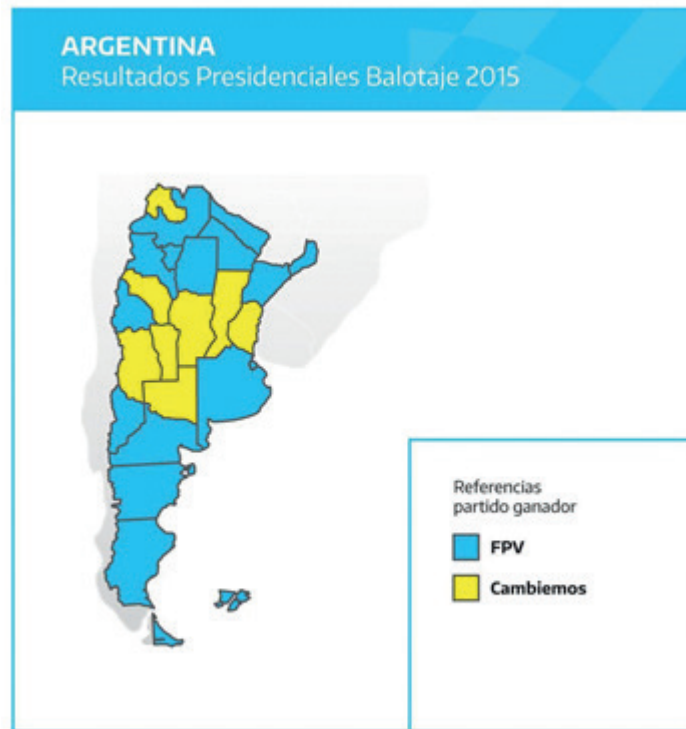 ARGENTINA
Resultados Presidenciales Balotaje 2015
Referencias
partido ganador
FPV
Cambiemos